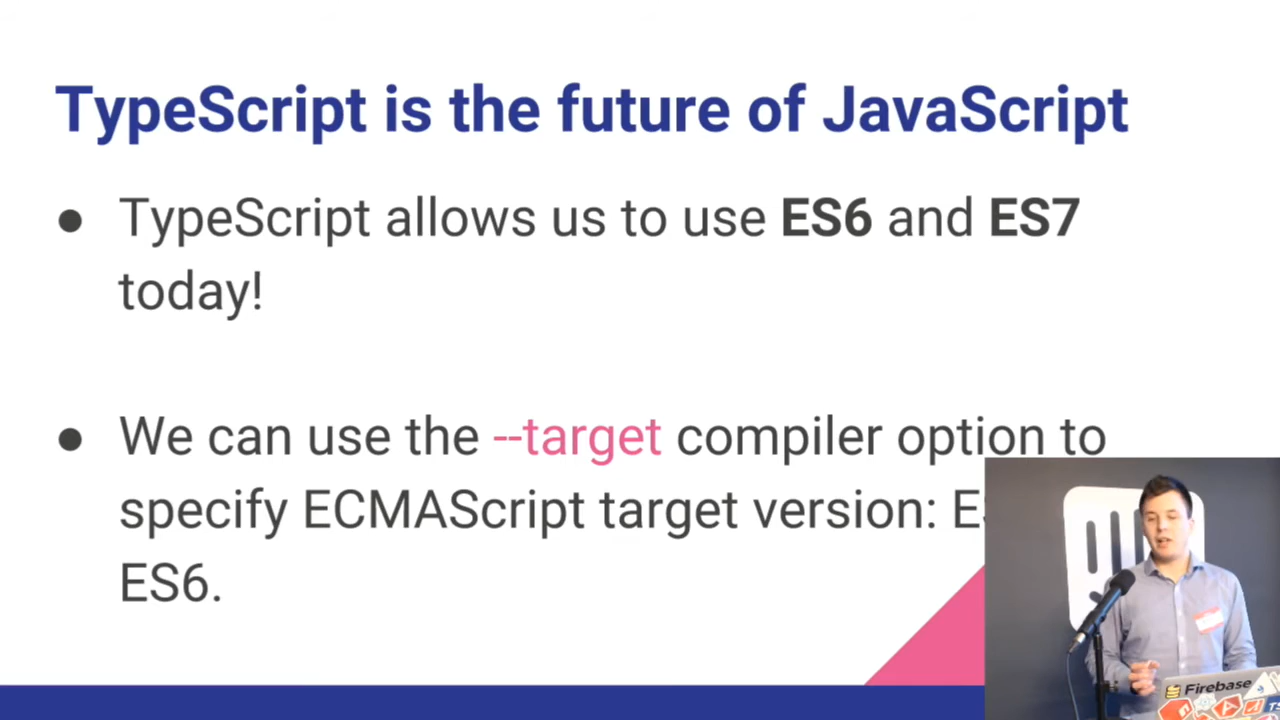 TypeScript is the future of JavaScript
● TypeScript allows us to use ES6 and ES7
today!
● We can use the --target compiler option to
specify ECMAScript target version:
ES6.
Firebase